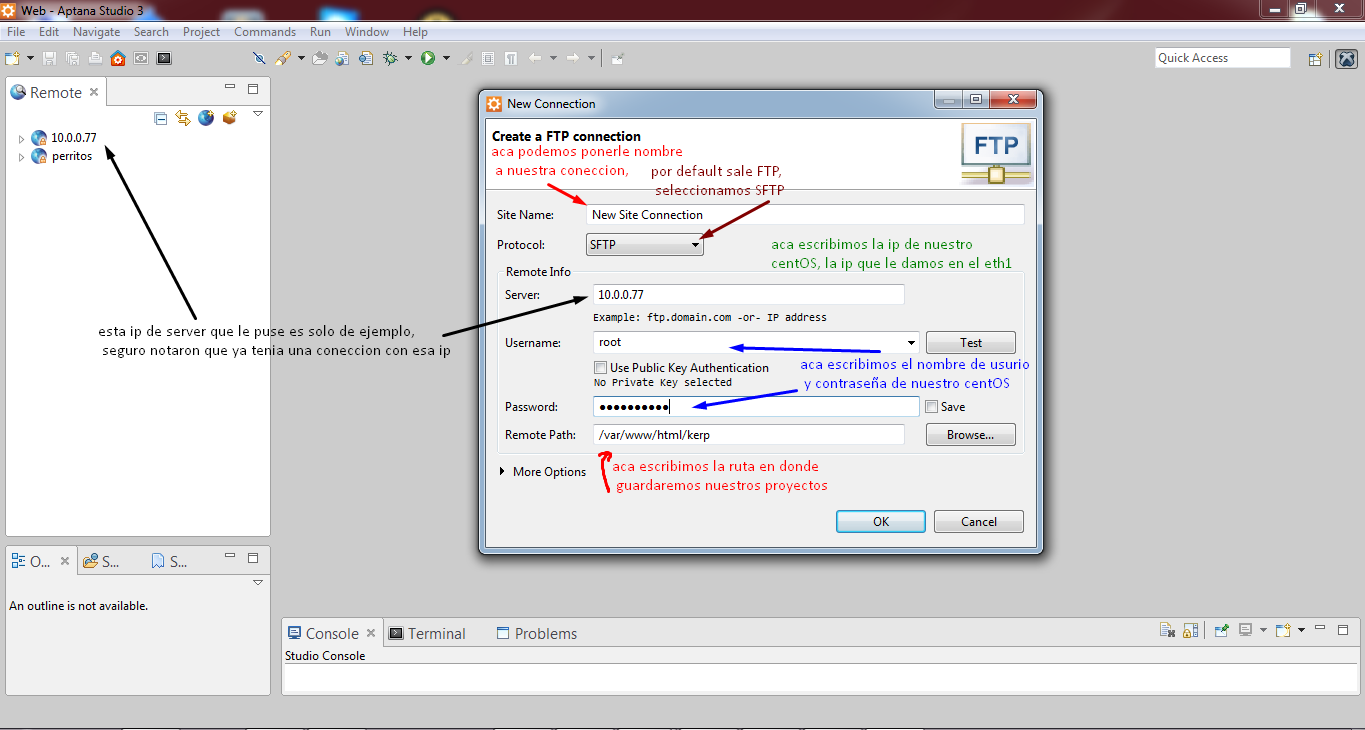 Web - Aptana Studio 3
File Edit Navigate Search Project Run Commands Window Help
Quick Access
Remote
10.0.0.77
perritos
New Connection
Create a FTP connection
FTP
aca podemos ponerle nombre
a nuestra coneccion,
por default sale FTP,
seleccionamos SFTP
Site Name: New Site Connection
Protocol: SFTP
aca escribimos la ip de nuestro
centOS, la ip que le damos en el eth1
Remote Info
Server: 10.0.0.77
Example: ftp.domain.com -or- IP address
esta ip de server que le puse es solo de ejemplo,
seguro notaron que ya tenia una coneccion con esa ip
Username: root Test
Use Public Key Authentication
No Private Key selected
aca escribimos el nombre de usurio
y contraseña de nuestro centOS
Password: ●●●●●●●●●● Save
Remote Path: /var/www/html/kerp Browse...
aca escribimos la ruta en donde
guardaremos nuestros proyectos
More Options
OK Cancel
O... S... S...
An outline is not available.
Console Terminal Problems
Studio Console